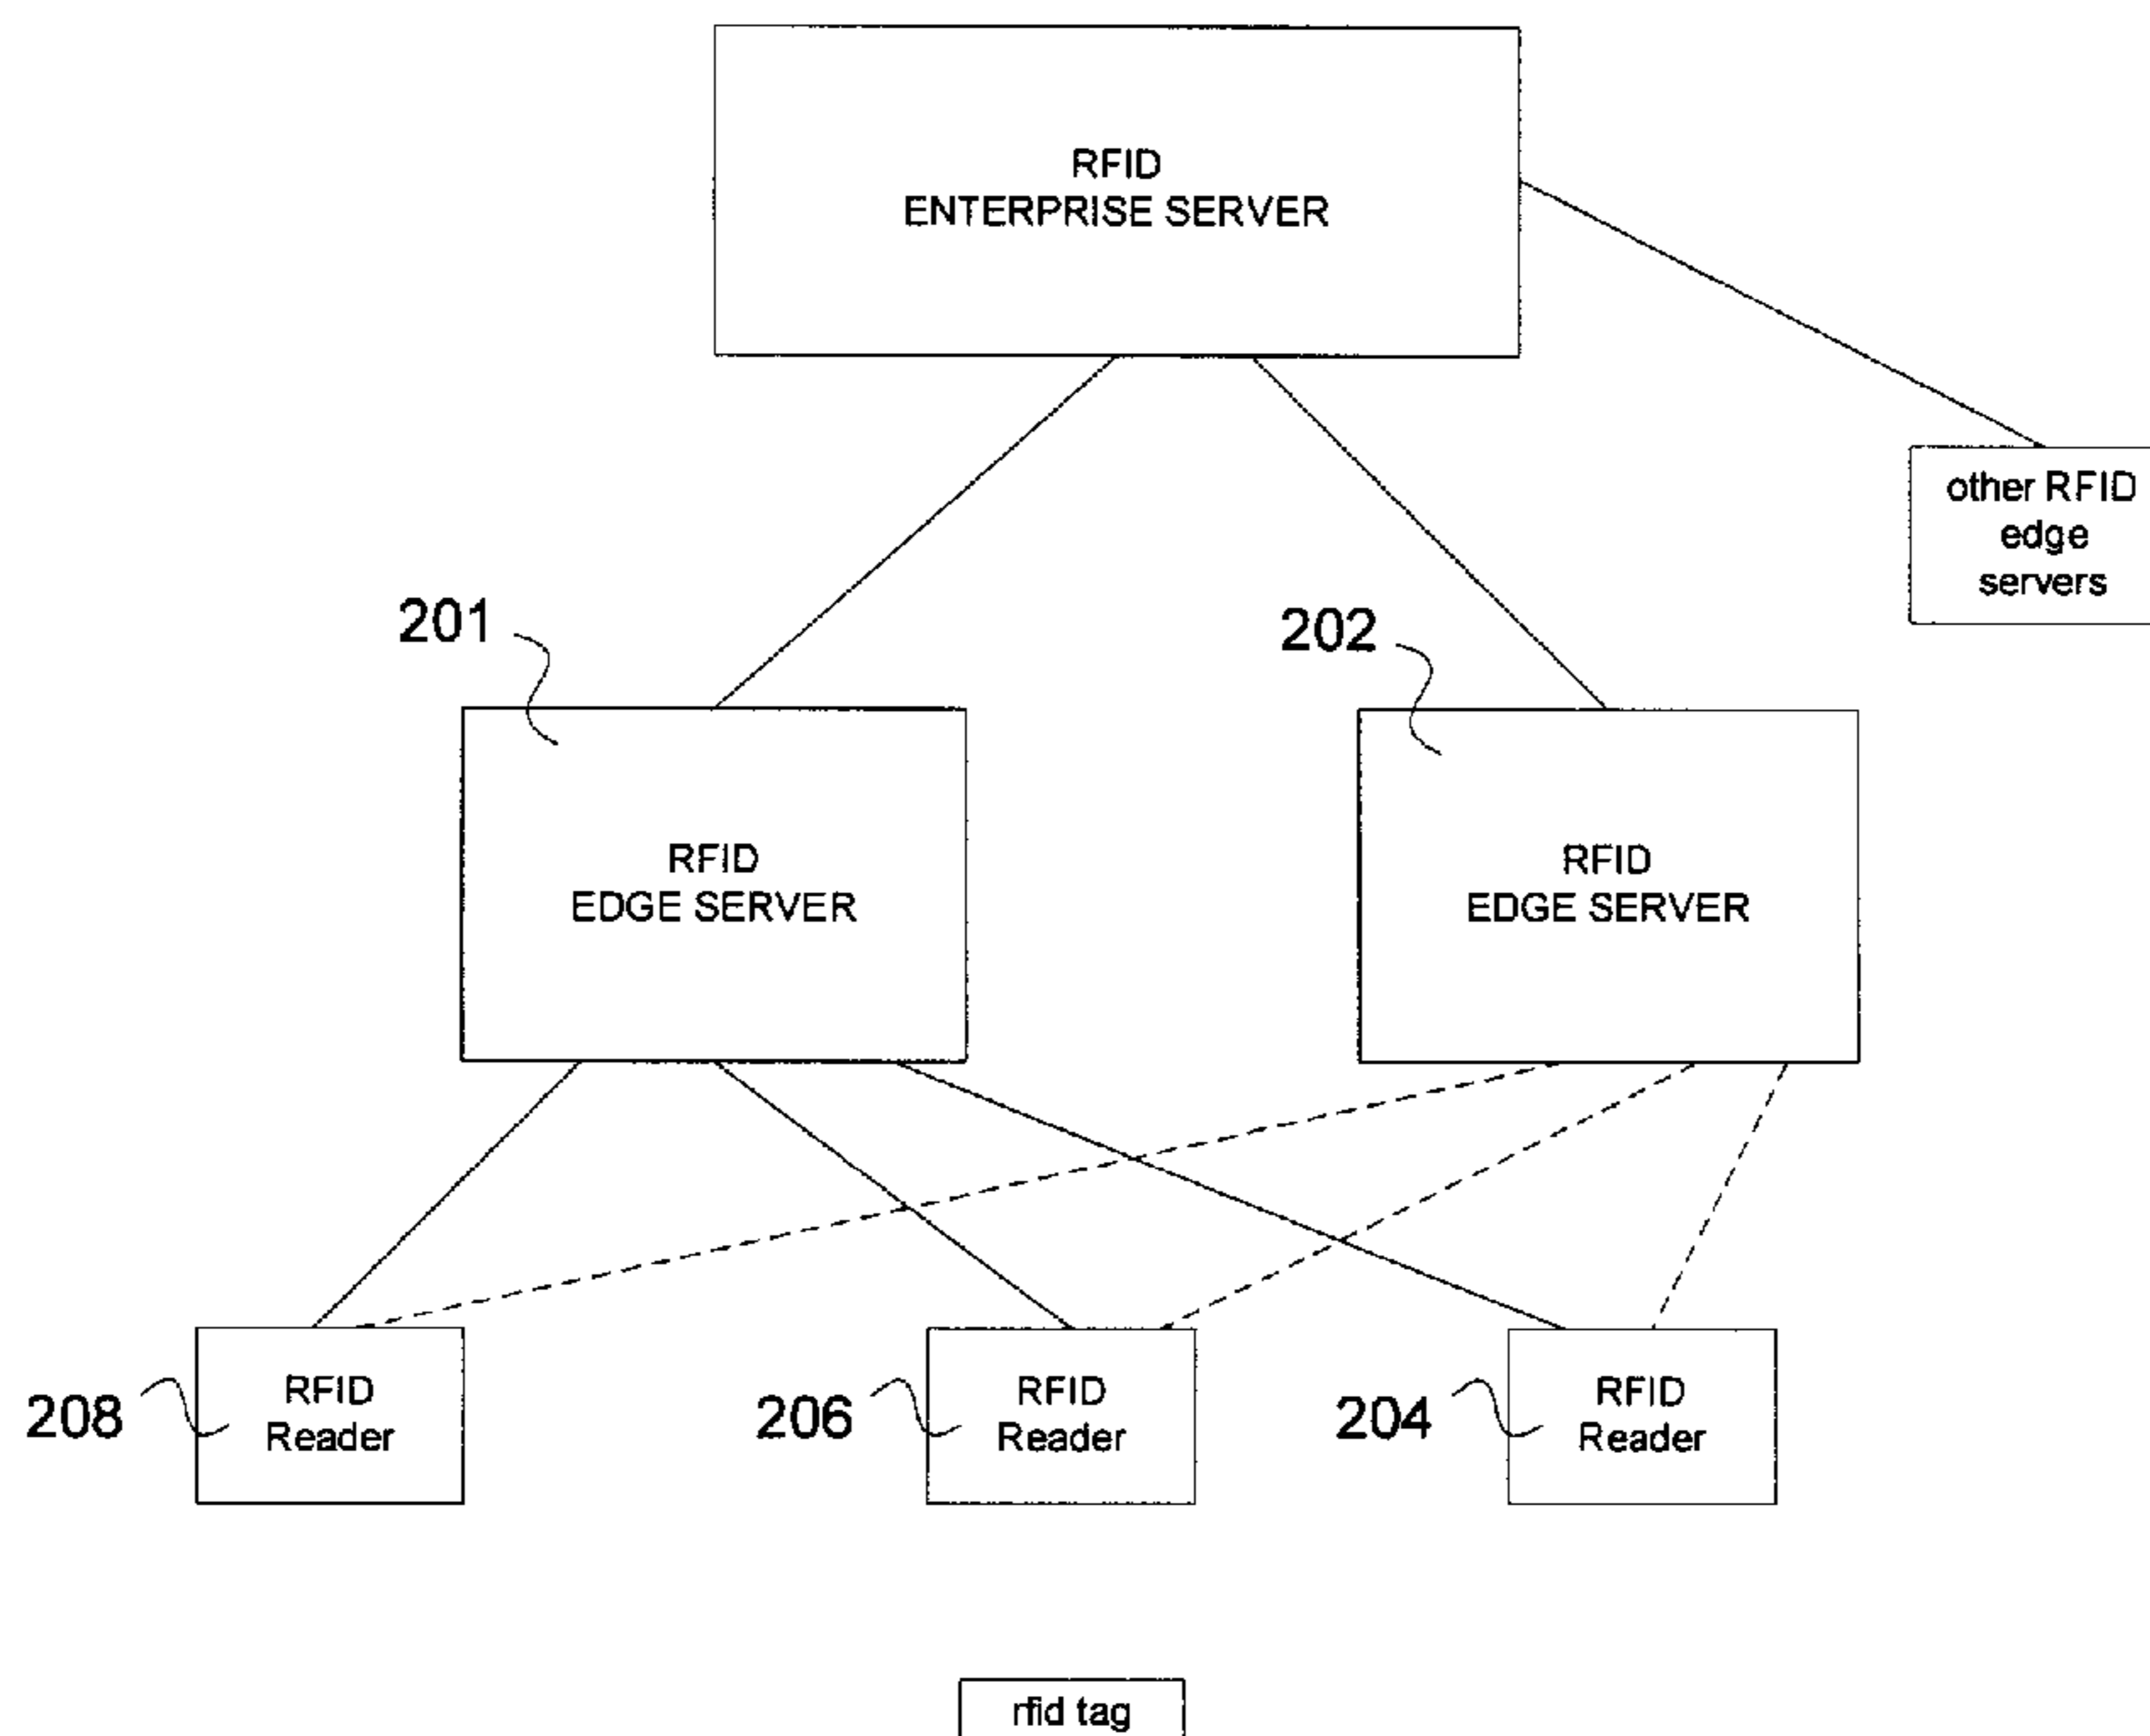 RFID
ENTERPRISE SERVER
other RFID
edge
servers
201
202
RFID
EDGE SERVER
RFID
EDGE SERVER
208
RFID
Reader
206
RFID
Reader
204
RFID
Reader
rfid tag